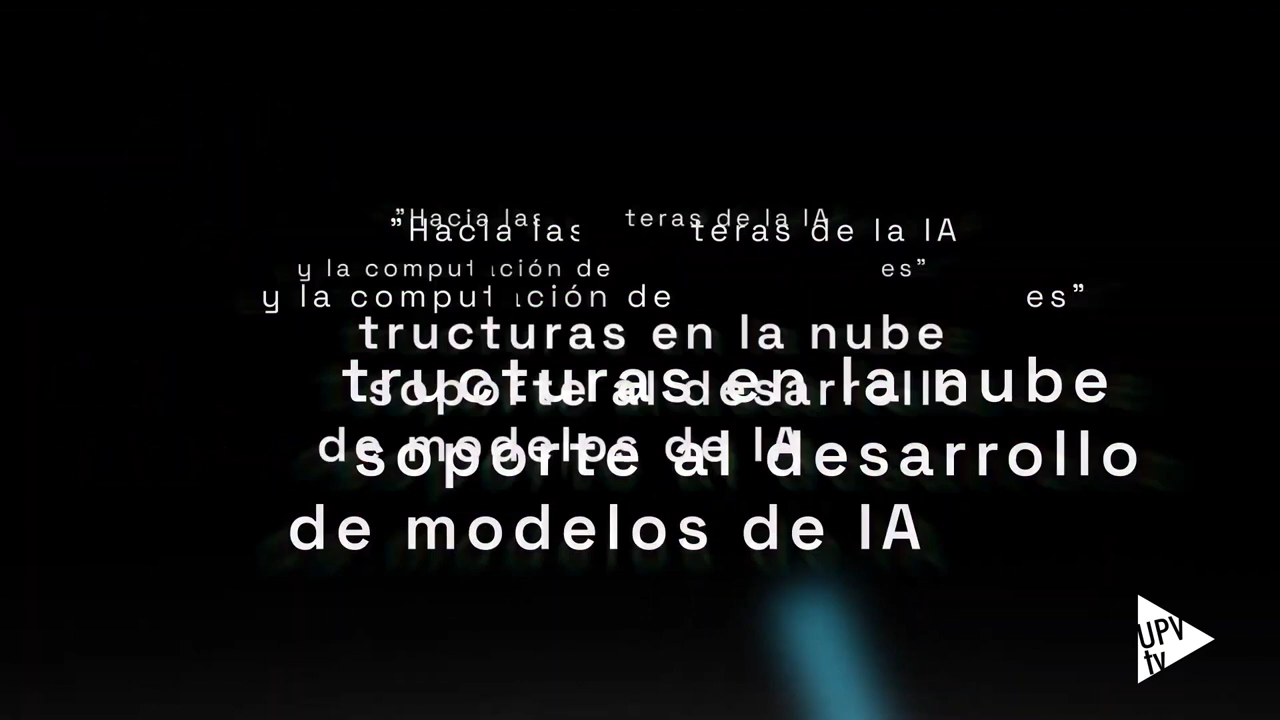 "Hacia las teras de la IA
"Hacia las teras de la IA
y la comput ción de es"
y la comput ción de es"
tructuras en la nube
tructuras en la nube
soporte al desarrollo
de modelos de IA
soporte al desarrollo
de modelos de IA
UPV
tv